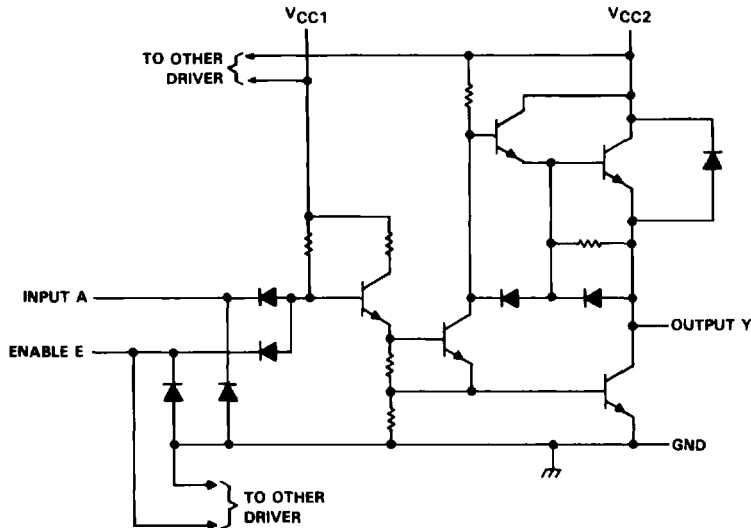 VCC1
VCC2
TO OTHER
DRIVER
INPUT A
ENABLE E
OUTPUT Y
GND
TO OTHER
DRIVER